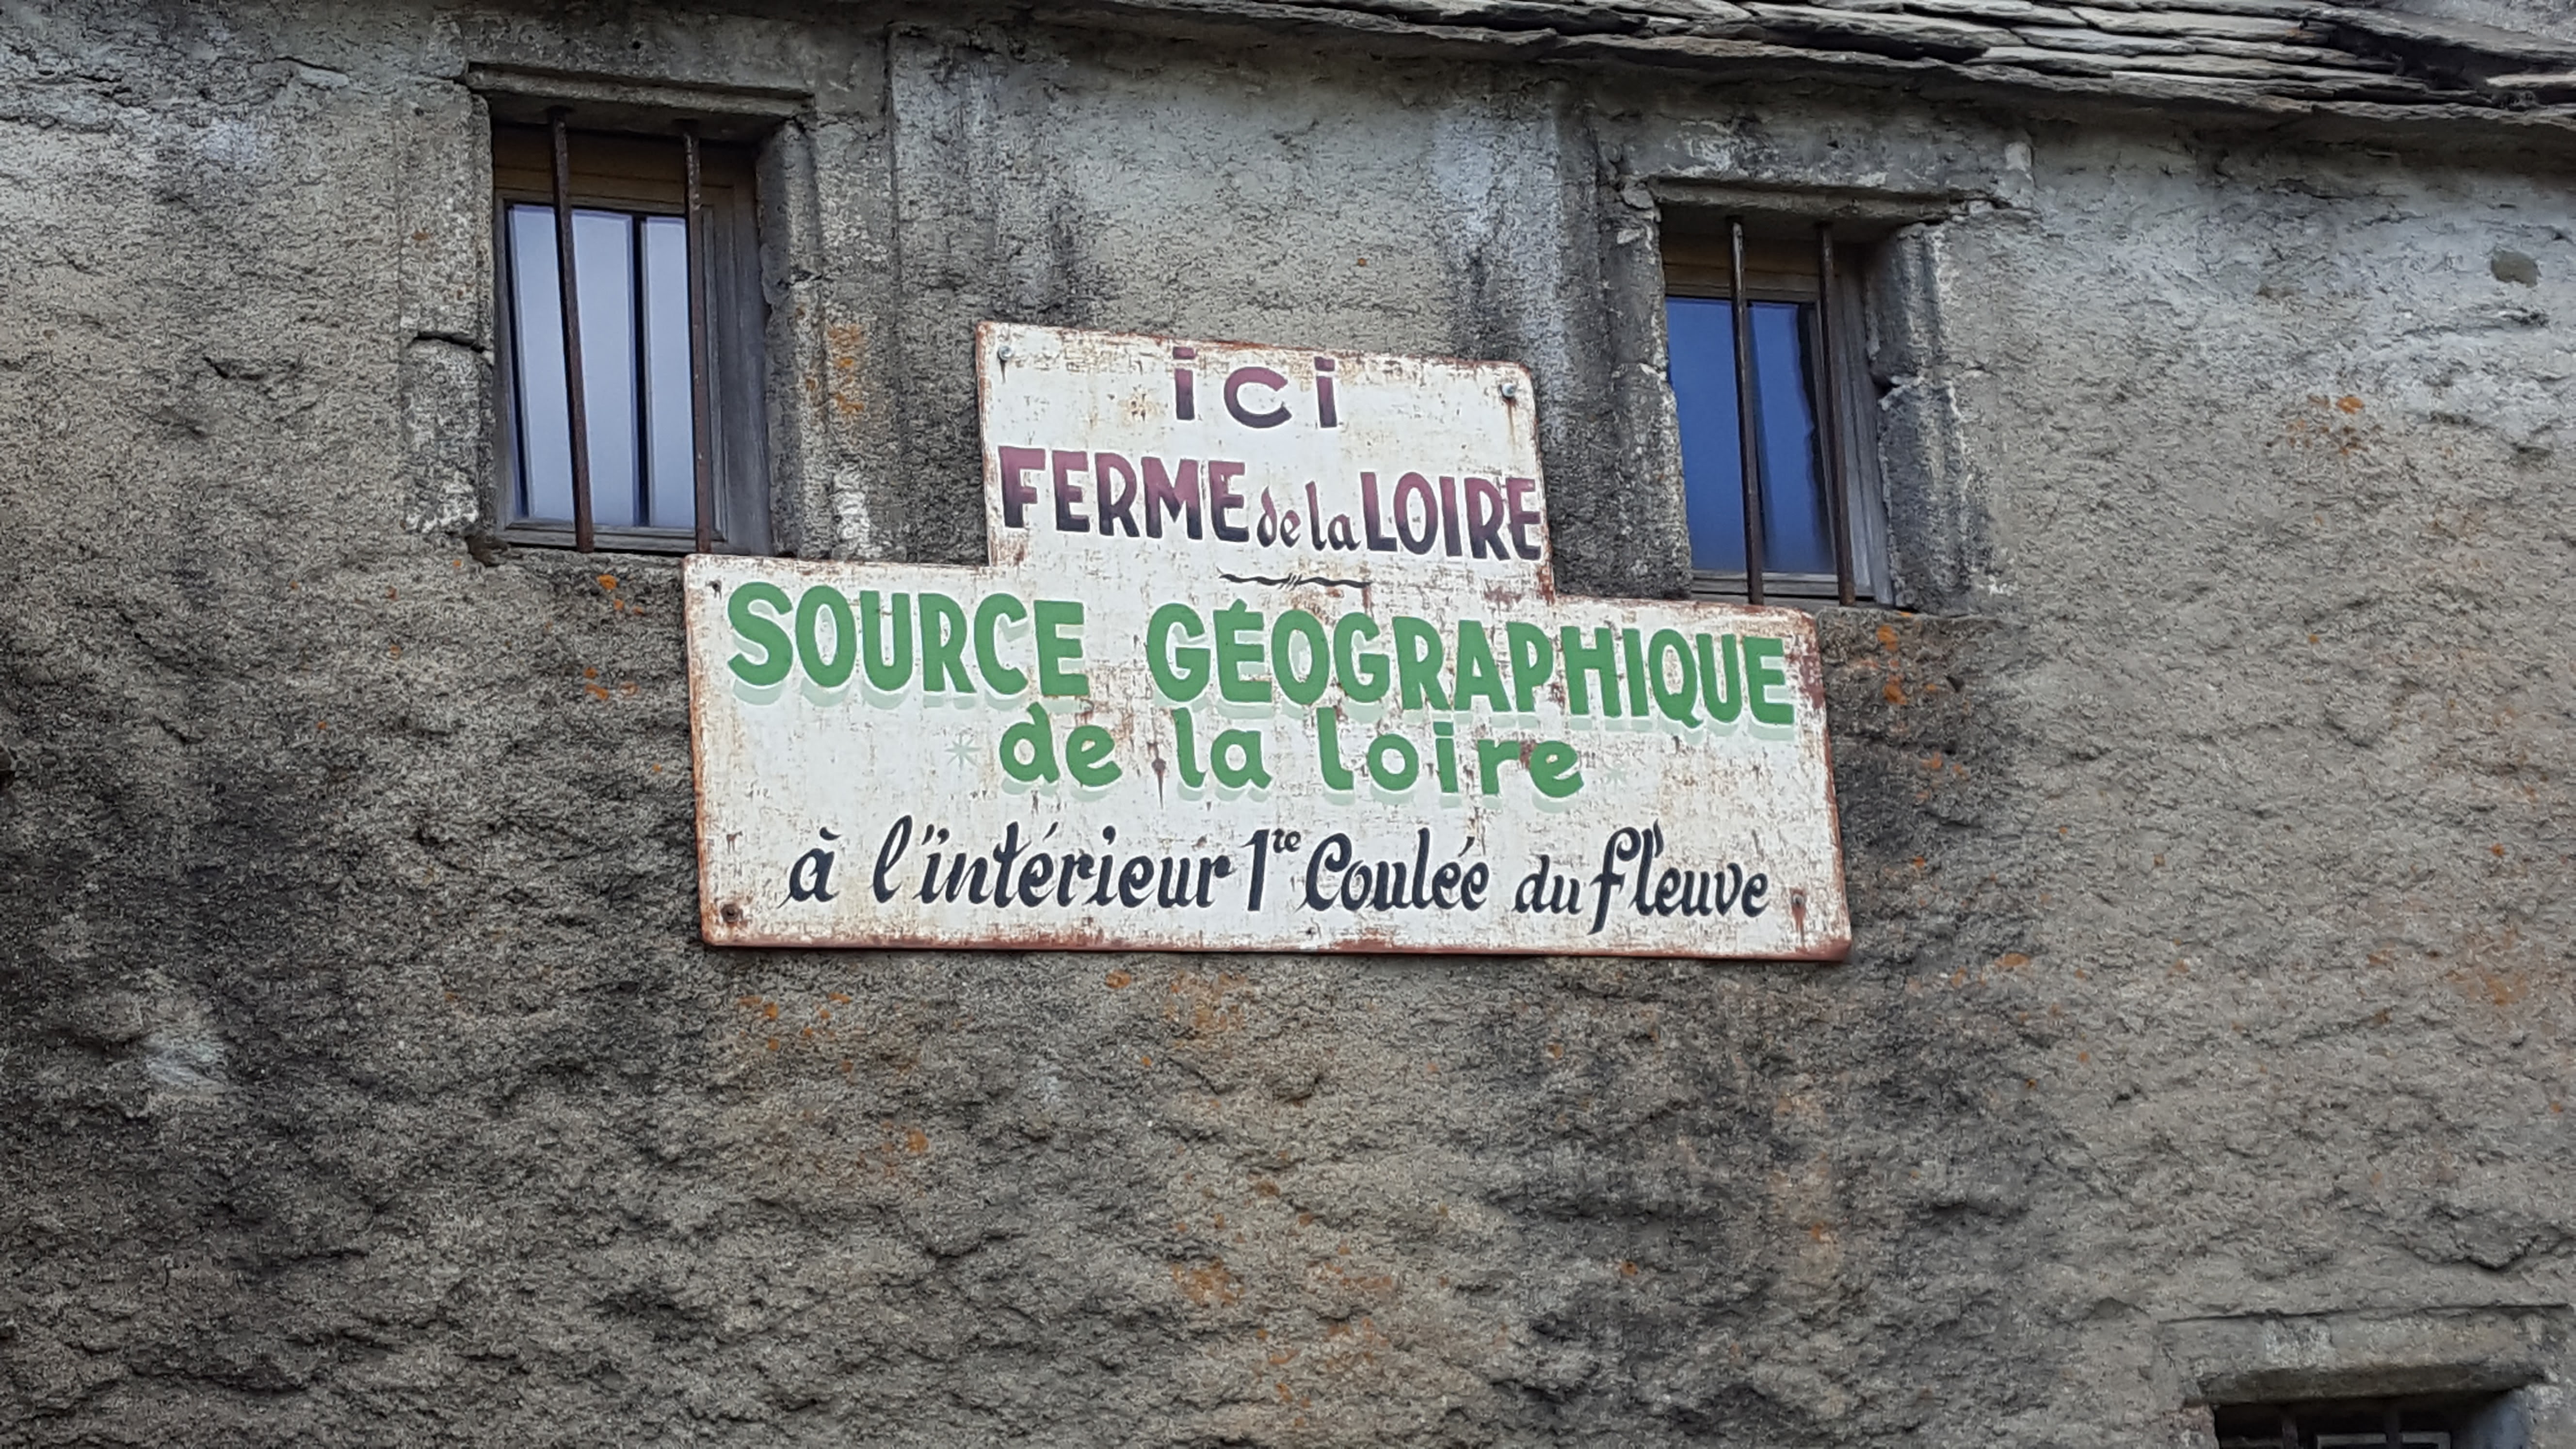 ici
FERME de la LOIRE
SOURCE GÉOGRAPHIQUE
de la loire
à l'intérieur 1re Coulée du fleuve